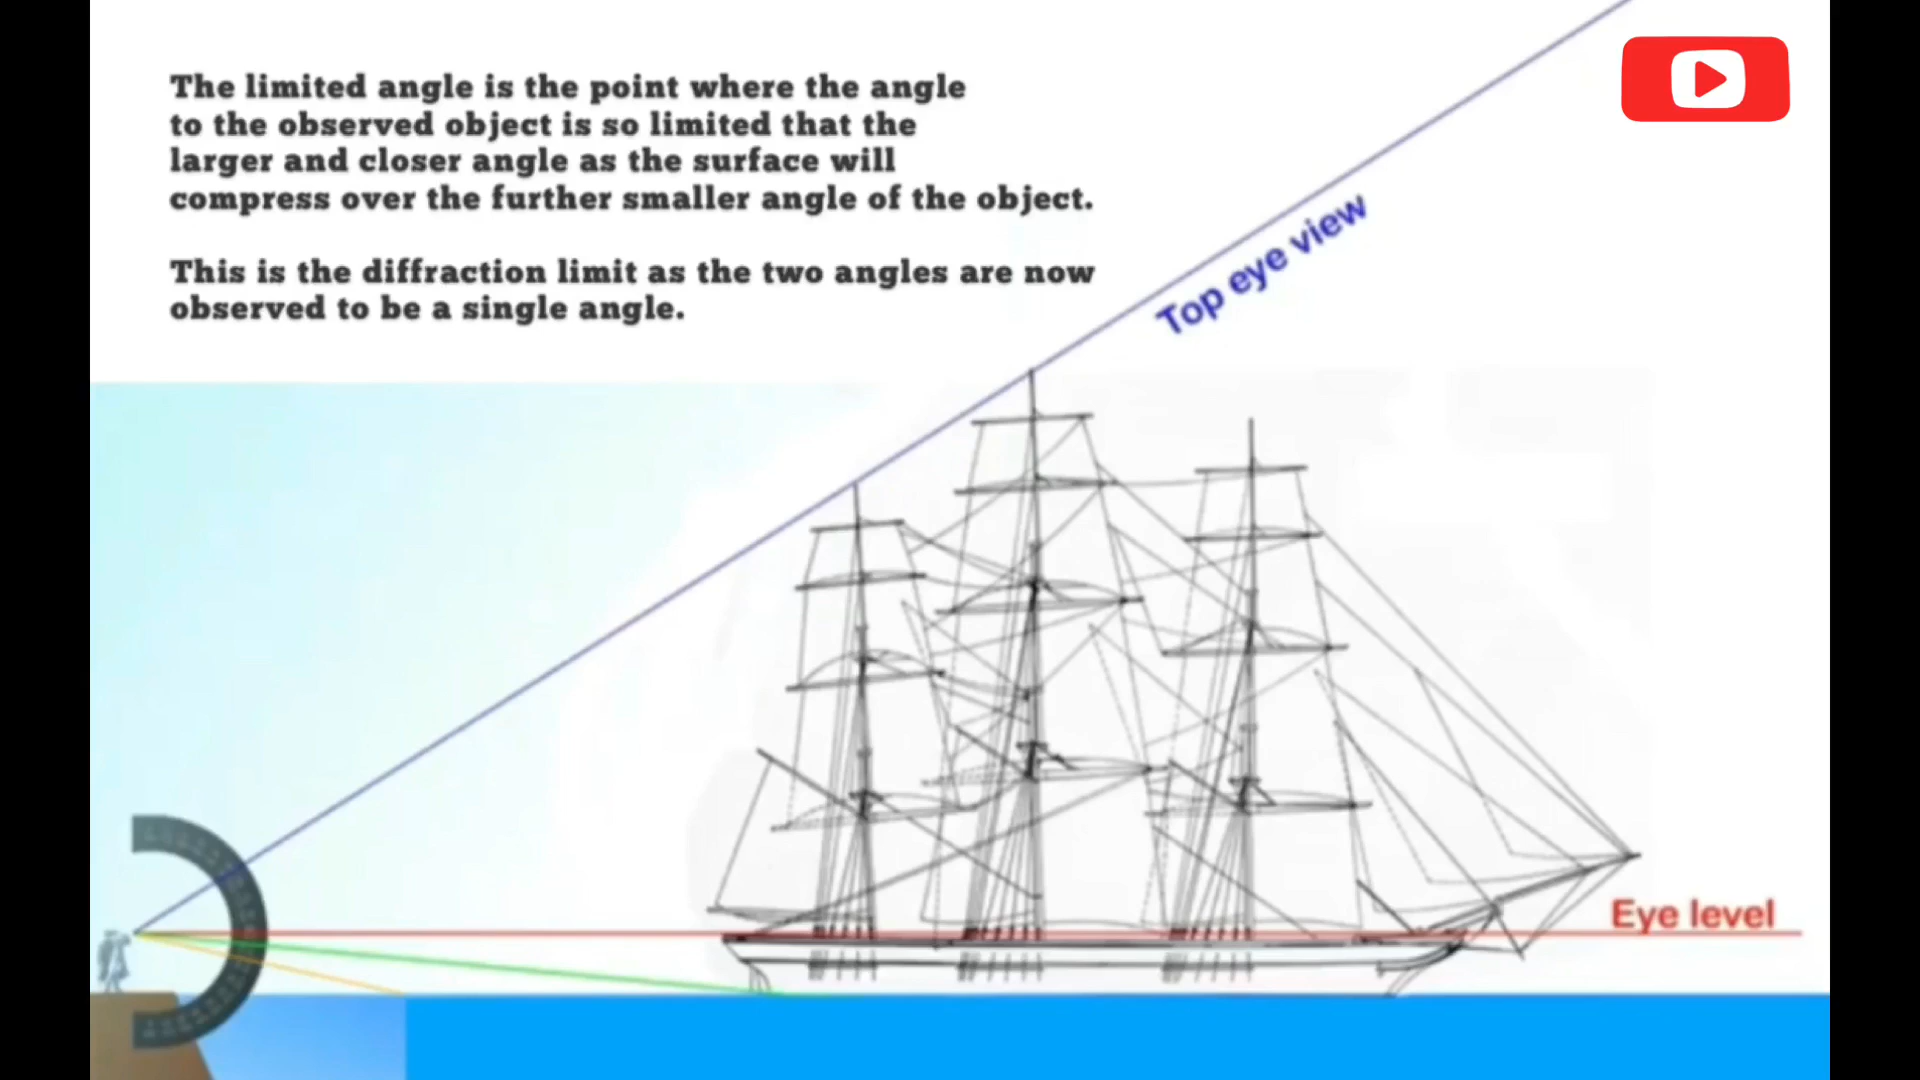 The limited angle is the point where the angle
to the observed object is so limited that the
larger and closer angle as the surface will
compress over the further smaller angle of the object.
This is the diffraction limit as the two angles are now
observed to be a single angle.
Top eye view
Eye level